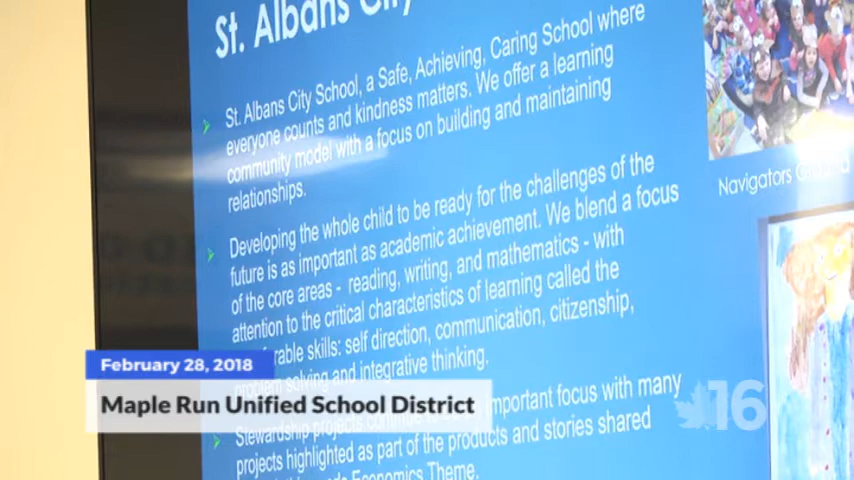 St. Albans City
St. Albans City School, a Safe, Achieving, Caring School where
everyone counts and kindness matters. We offer a learning
community model with a focus on building and maintaining
relationships.
Navigators
Developing the whole child to be ready for the challenges of the
future is as important as academic achievement. We blend a focus
of the core areas - reading, writing, and mathematics - with
attention to the critical characteristics of learning called the
rable skills: self direction, communication, citizenship,
problem solving and integrative thinking.
Stewardship projects continue important focus with many
projects highlighted as part of the products and stories shared
Economics Theme.
February 28, 2018
Maple Run Unified School District
16